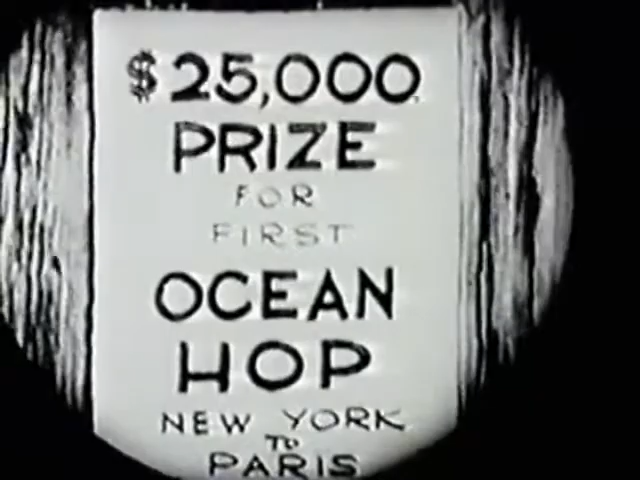 $25,000.
PRIZE
FOR
FIRST
OCEAN
HOP
NEW YORK
TO
PARIS